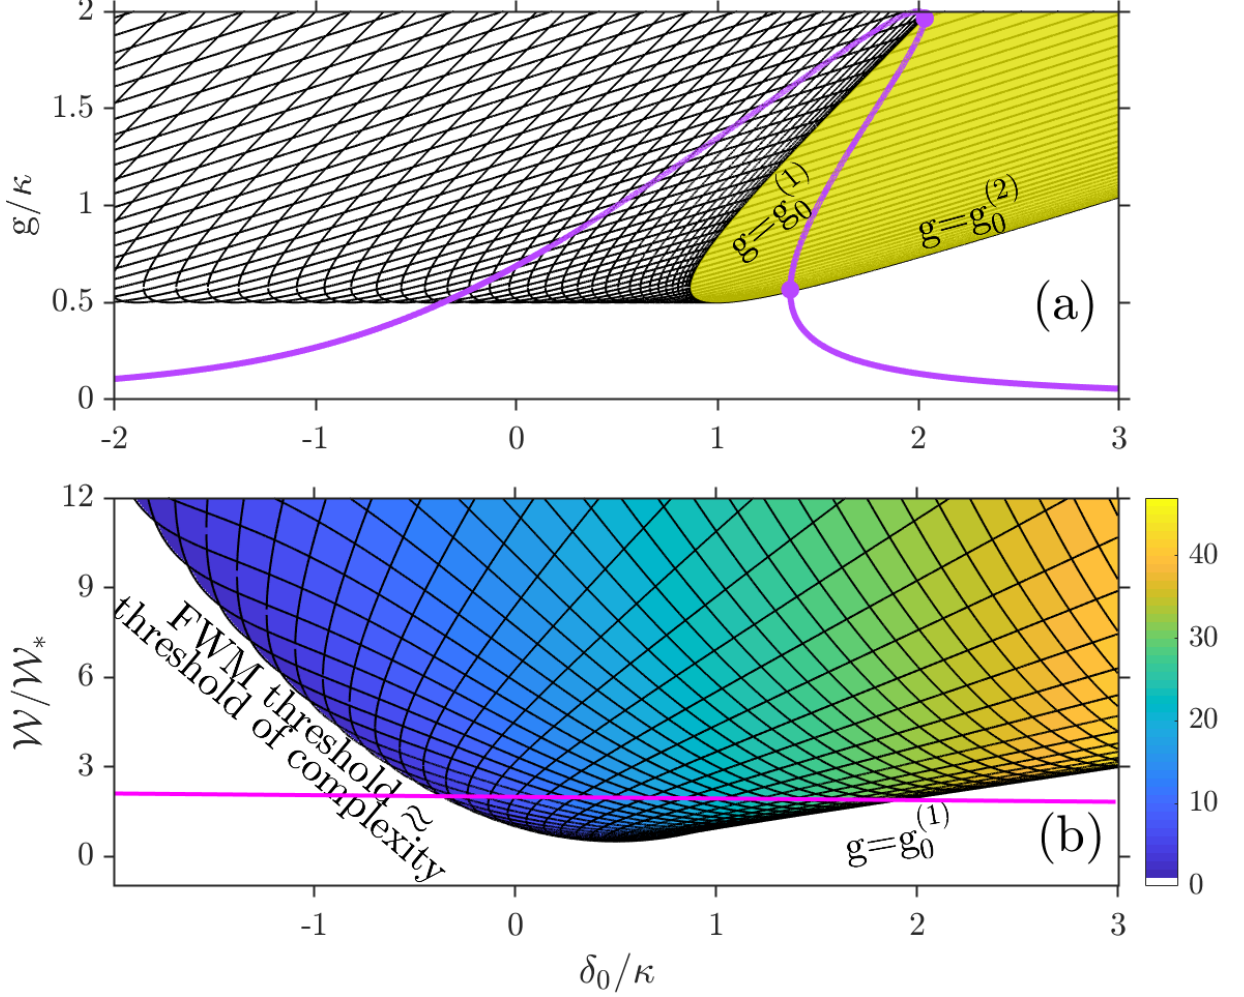 2
1.5
1
0.5
0
g/κ
g=g₀⁽¹⁾
g=g₀⁽²⁾
(a)
-2
-1
0
1
2
3
12
9
6
3
0
𝒲/𝒲*
FWM threshold ≈
threshold of complexity
g=g₀⁽¹⁾
(b)
-1
0
1
2
3
δ₀/κ
40
30
20
10
0